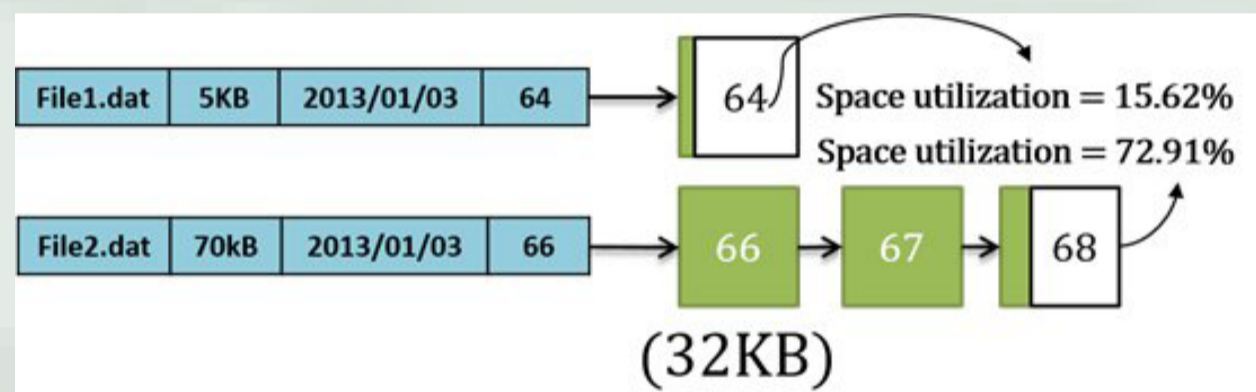 File1.dat 5KB 2013/01/03 64 64 Space utilization = 15.62%
Space utilization = 72.91%
File2.dat 70kB 2013/01/03 66 66 67 68
(32KB)